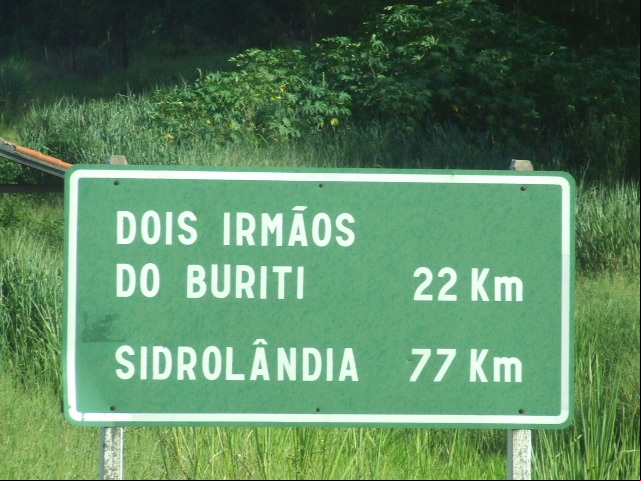 DOIS IRMÃOS
DO BURITI 22 Km
SIDROLÂNDIA 77 Km